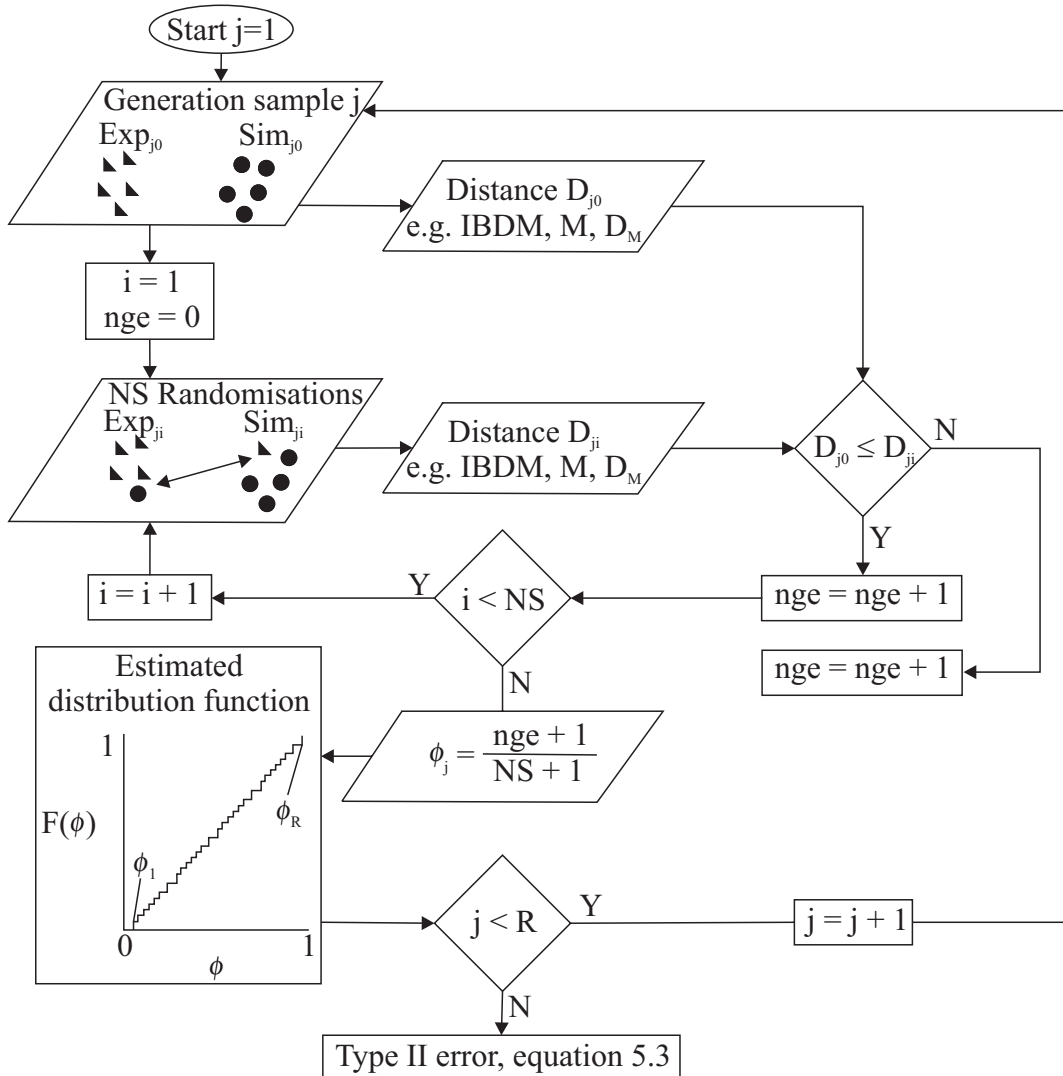 Start j=1
Generation sample j
Exp_j0 Sim_j0
Distance D_j0
e.g. IBDM, M, D_M
i = 1
nge = 0
NS Randomisations
Exp_ji Sim_ji
Distance D_ji
e.g. IBDM, M, D_M
D_j0 ≤ D_ji
N
Y
nge = nge + 1
nge = nge + 1
i < NS
Y
N
i = i + 1
Estimated
distribution function
1
F(ϕ)
ϕ_R
ϕ_1
0
1
ϕ
ϕ_j = (nge + 1)/(NS + 1)
j < R
Y
N
j = j + 1
Type II error, equation 5.3